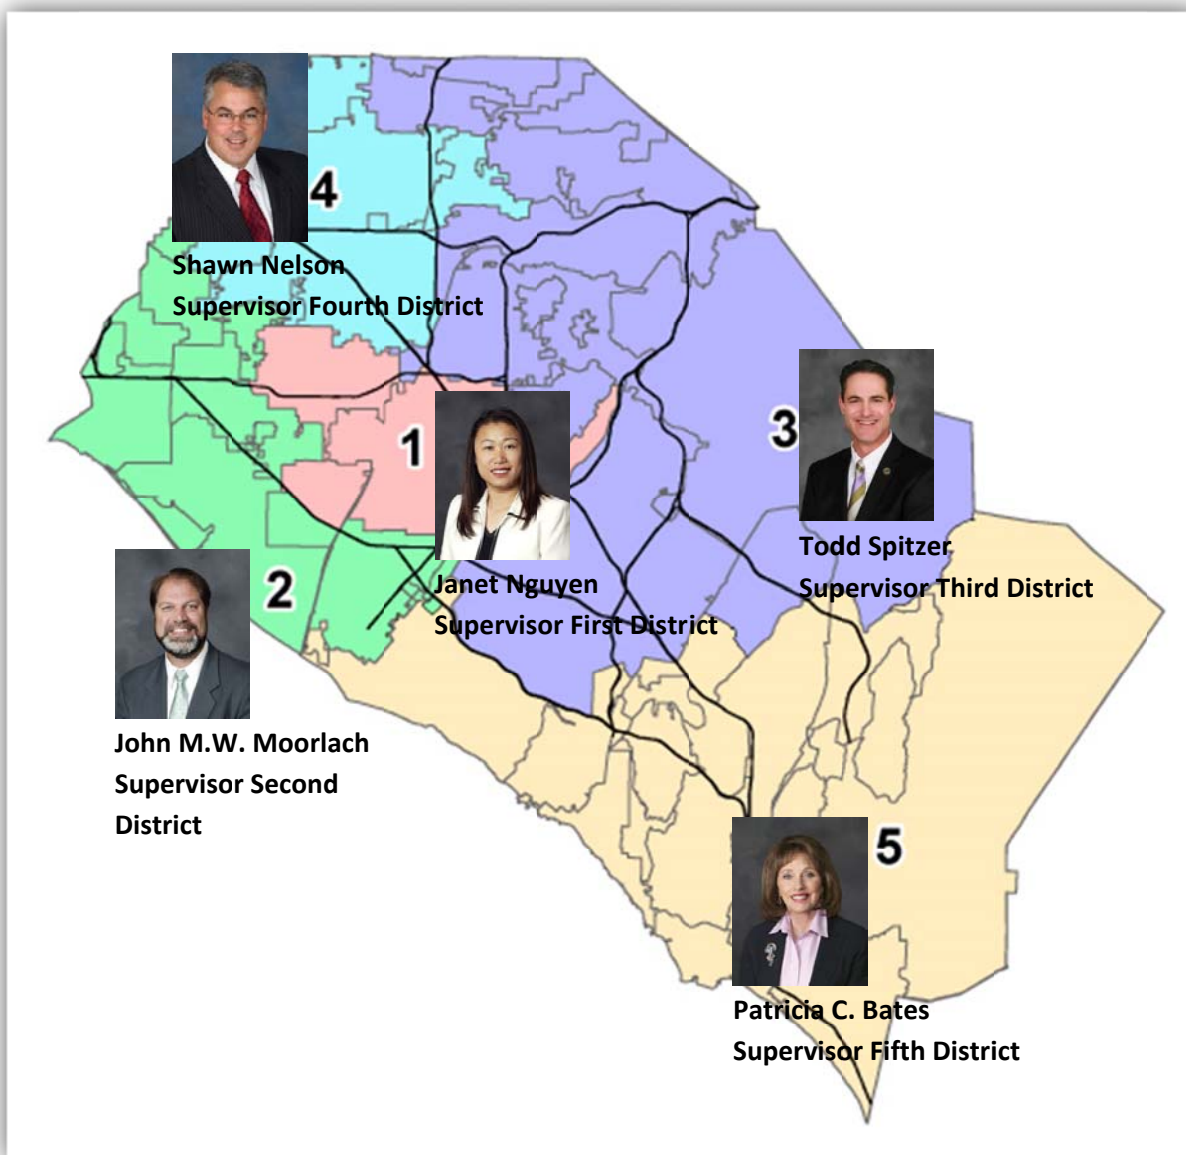 4
Shawn Nelson
Supervisor Fourth District
1
3
Todd Spitzer
Supervisor Third District
2
Janet Nguyen
Supervisor First District
John M.W. Moorlach
Supervisor Second
District
5
Patricia C. Bates
Supervisor Fifth District